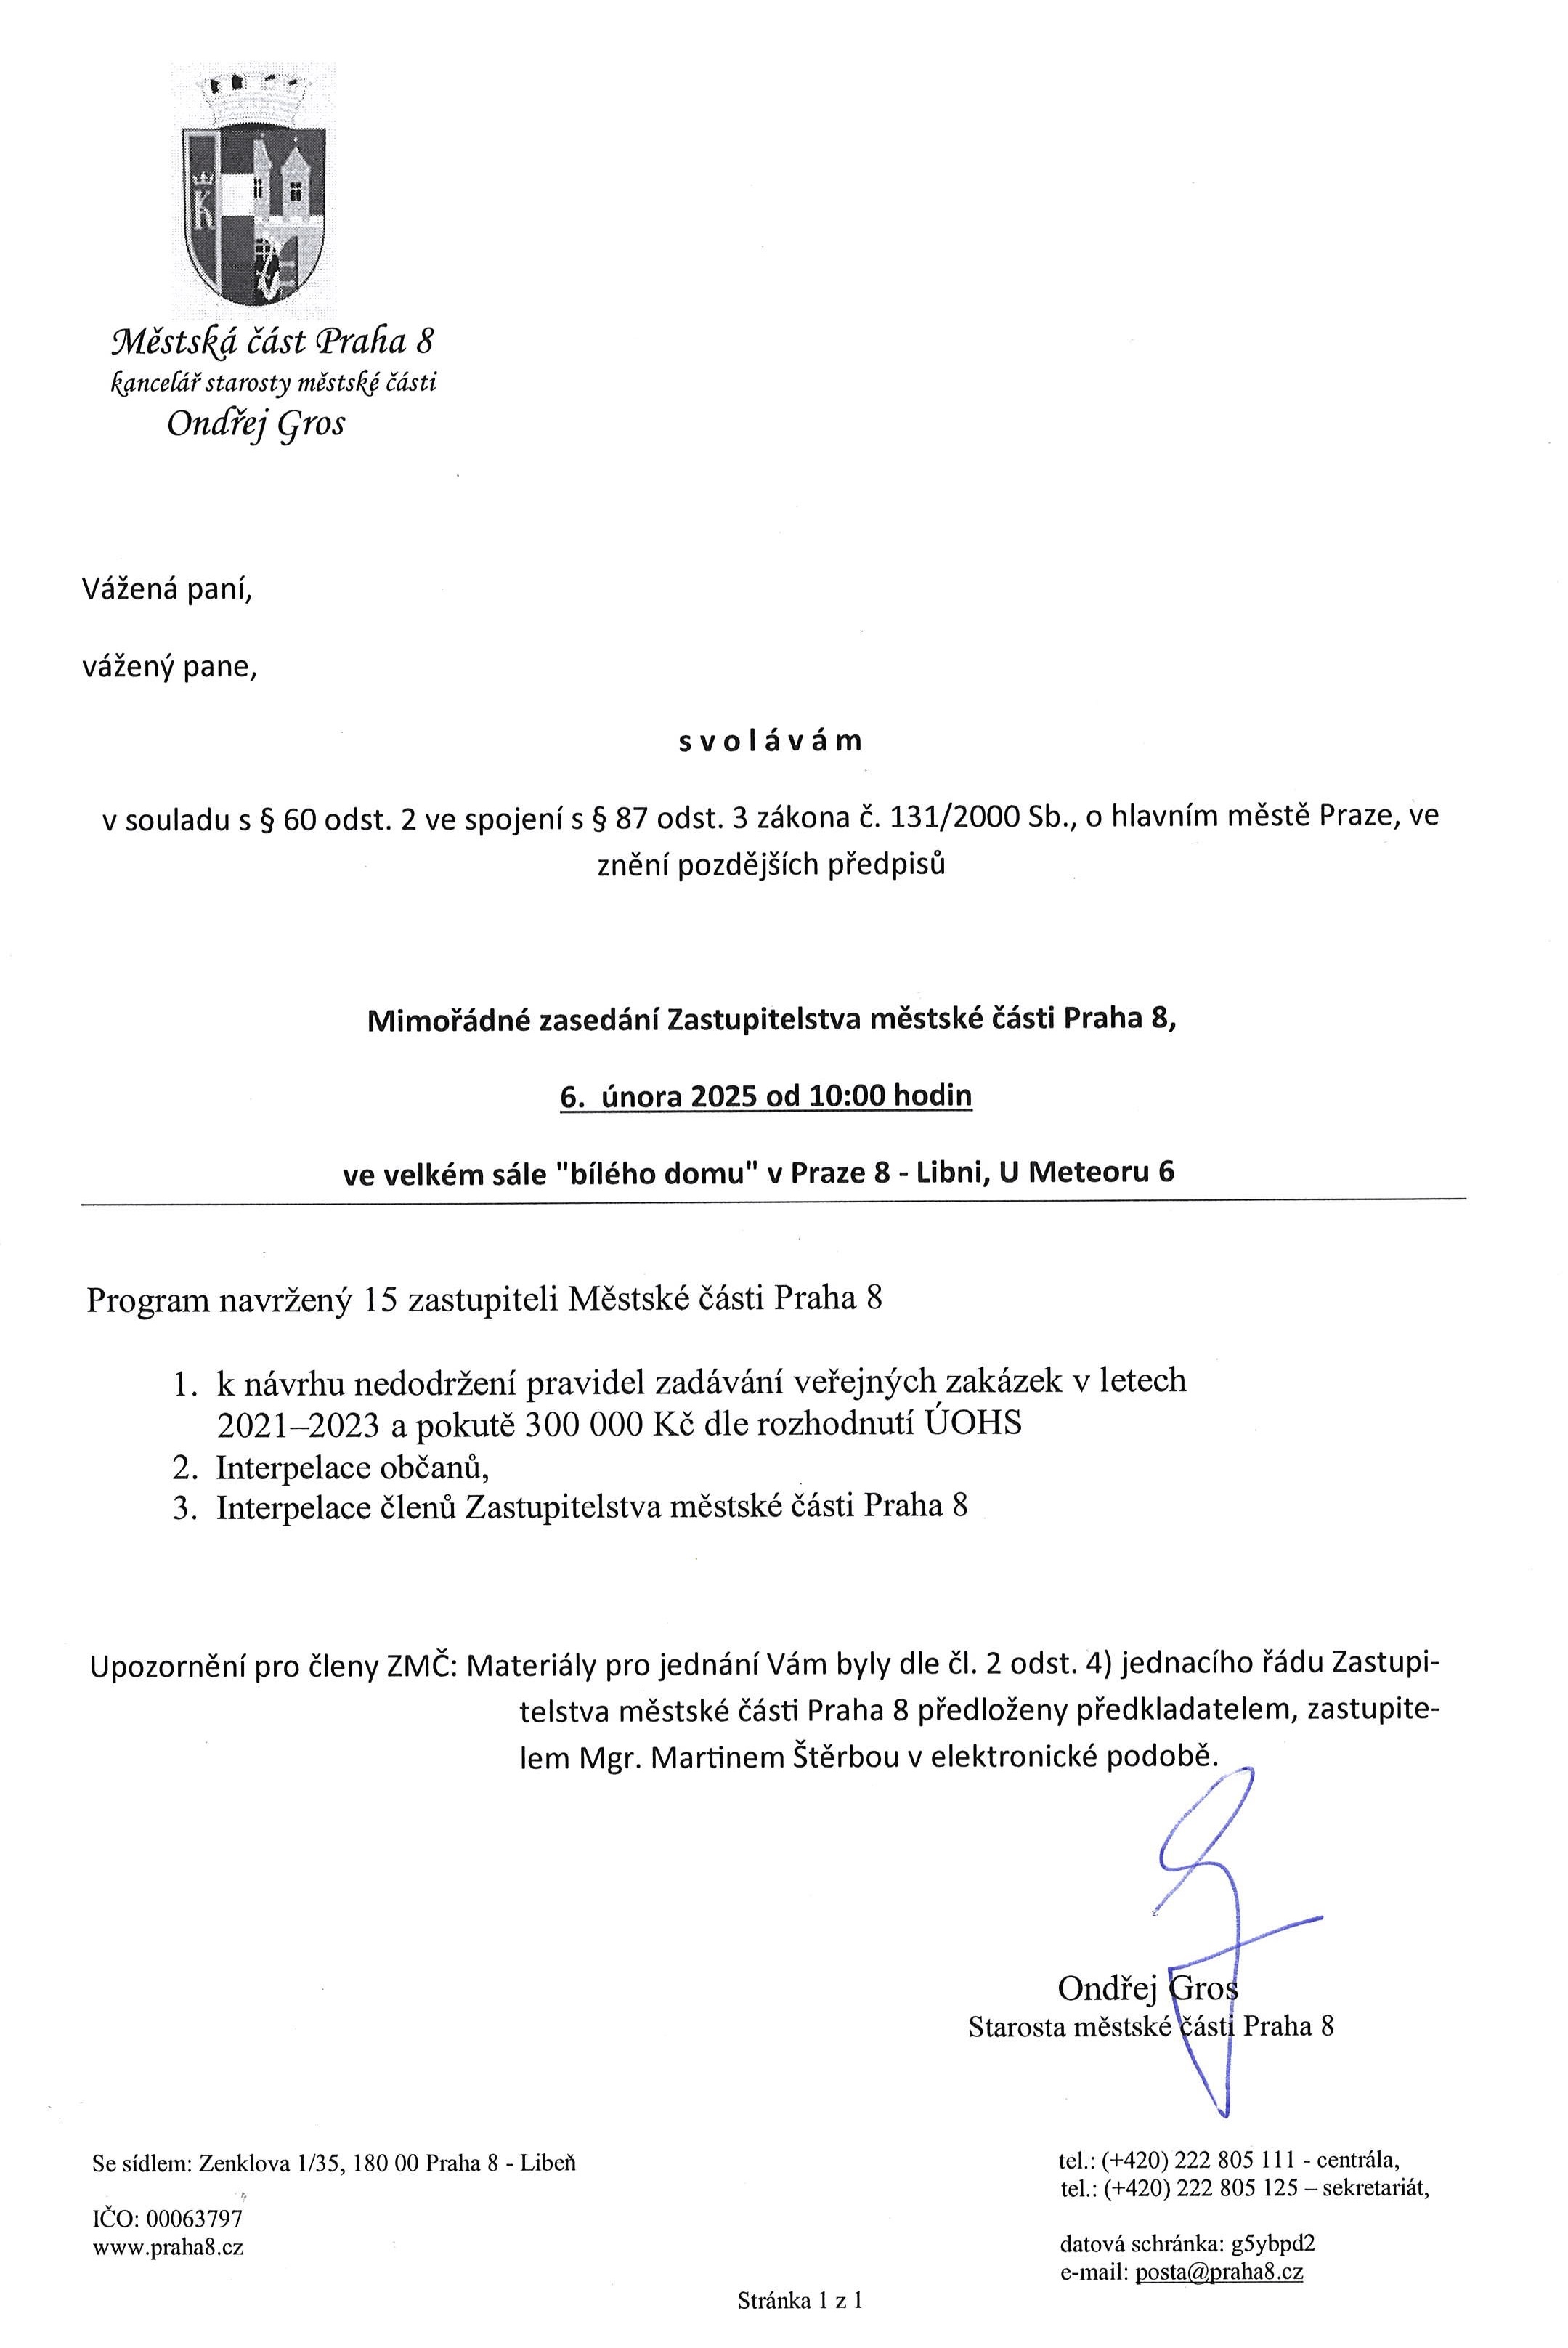 Městská část Praha 8
kancelář starosty městské části
Ondřej Gros
Vážená paní,
vážený pane,
s v o l á v á m
v souladu s § 60 odst. 2 ve spojení s § 87 odst. 3 zákona č. 131/2000 Sb., o hlavním městě Praze, ve
znění pozdějších předpisů
Mimořádné zasedání Zastupitelstva městské části Praha 8,
6. února 2025 od 10:00 hodin
ve velkém sále "bílého domu" v Praze 8 - Libni, U Meteoru 6
Program navržený 15 zastupiteli Městské části Praha 8
1. k návrhu nedodržení pravidel zadávání veřejných zakázek v letech
2021–2023 a pokutě 300 000 Kč dle rozhodnutí ÚOHS
2. Interpelace občanů,
3. Interpelace členů Zastupitelstva městské části Praha 8
Upozornění pro členy ZMČ: Materiály pro jednání Vám byly dle čl. 2 odst. 4) jednacího řádu Zastupi-
telstva městské části Praha 8 předloženy předkladatelem, zastupite-
lem Mgr. Martinem Štěrbou v elektronické podobě.
Ondřej Gros
Starosta městské části Praha 8
Se sídlem: Zenklova 1/35, 180 00 Praha 8 - Libeň
IČO: 00063797
www.praha8.cz
tel.: (+420) 222 805 111 - centrála,
tel.: (+420) 222 805 125 – sekretariát,
datová schránka: g5ybpd2
e-mail: posta@praha8.cz
Stránka 1 z 1